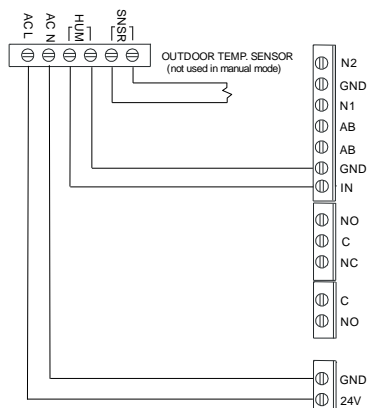 AC L
AC N
HUM
SNSR
OUTDOOR TEMP. SENSOR
(not used in manual mode)
N2
GND
N1
AB
AB
GND
IN
NO
C
NC
C
NO
GND
24V